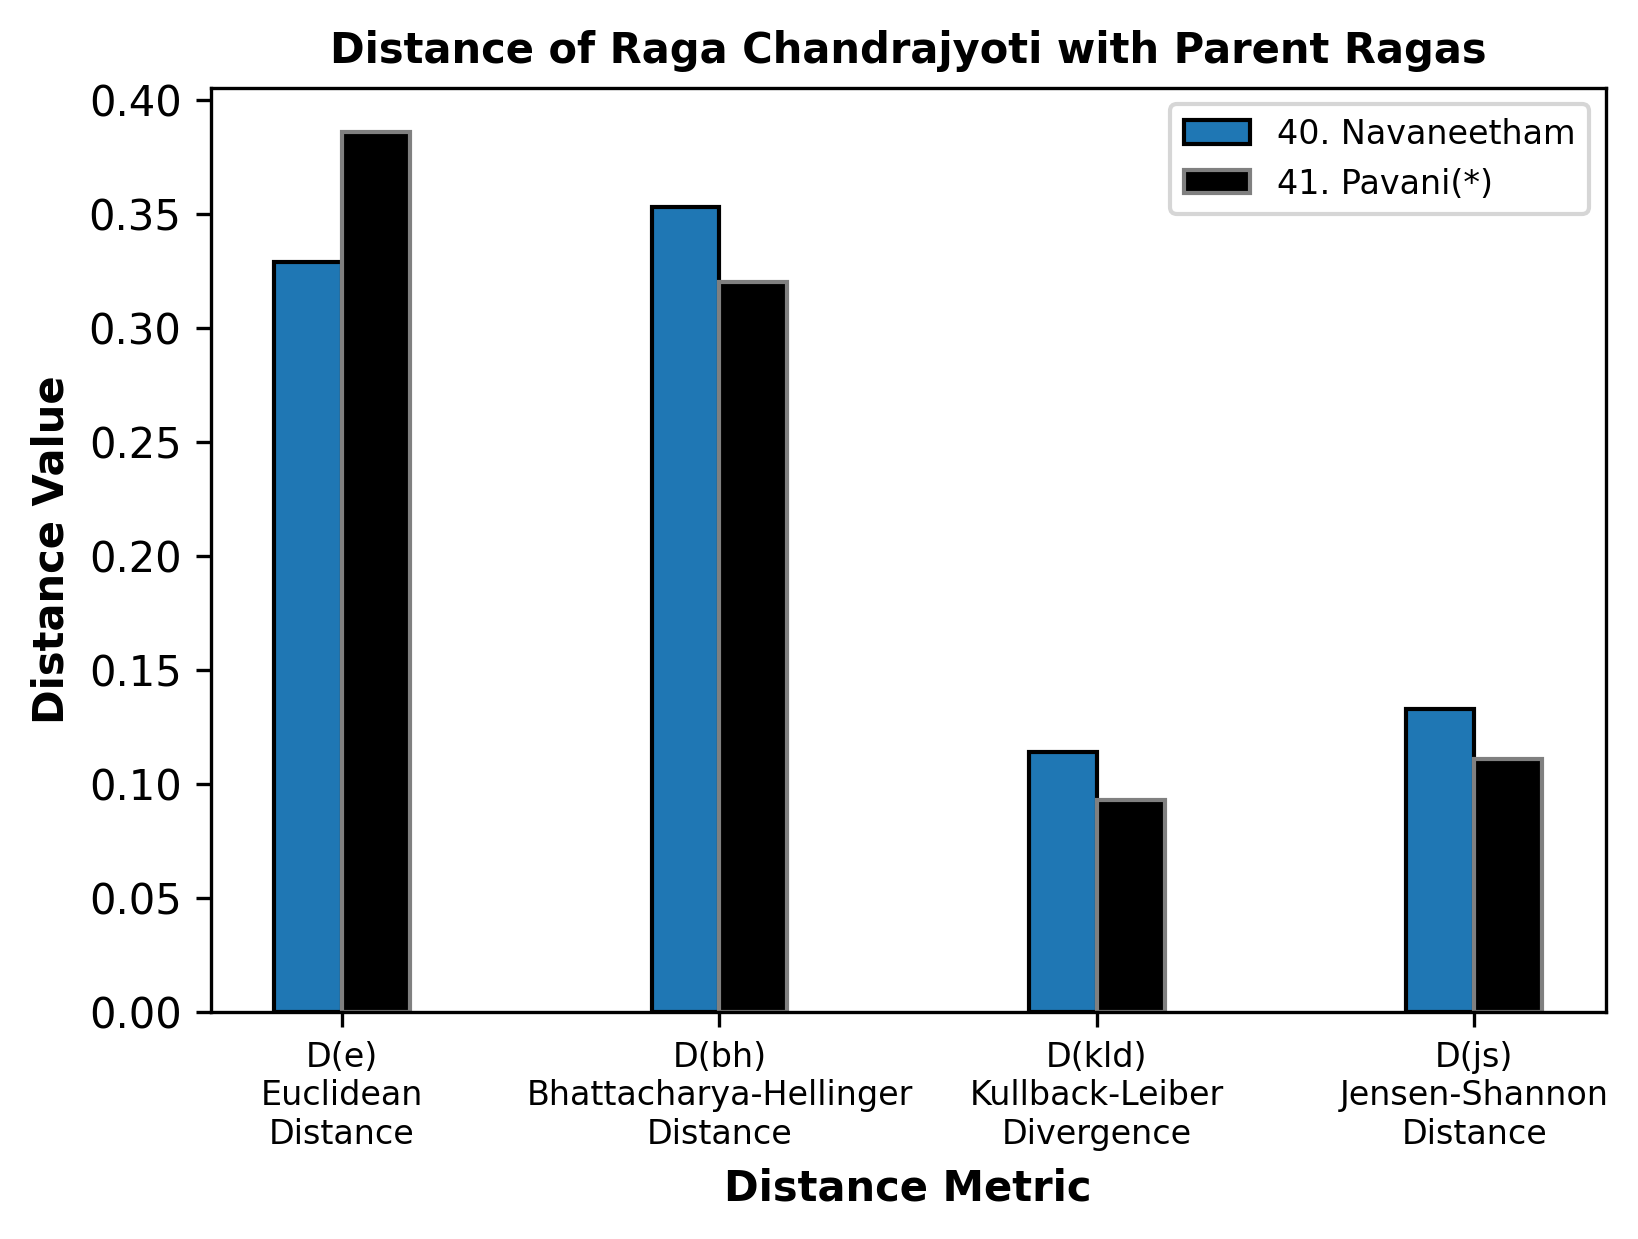 Distance of Raga Chandrajyoti with Parent Ragas
40. Navaneetham
41. Pavani(*)
Distance Value
0.40
0.35
0.30
0.25
0.20
0.15
0.10
0.05
0.00
D(e)
Euclidean
Distance
D(bh)
Bhattacharya-Hellinger
Distance
D(kld)
Kullback-Leiber
Divergence
D(js)
Jensen-Shannon
Distance
Distance Metric